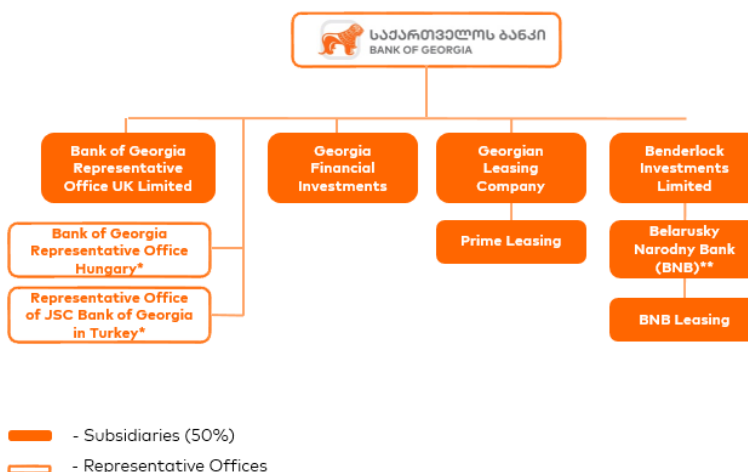 ᲡᲐᲥᲐᲠᲗᲕᲔᲚᲝᲡ ᲑᲐᲜᲙᲘ
BANK OF GEORGIA
Bank of Georgia
Representative
Office UK Limited
Georgia
Financial
Investments
Georgian
Leasing
Company
Benderlock
Investments
Limited
Bank of Georgia
Representative Office
Hungary*
Prime Leasing
Belarusky
Narodny Bank
(BNB)**
Representative Office
of JSC Bank of Georgia
in Turkey*
BNB Leasing
- Subsidiaries (50%)
- Representative Offices